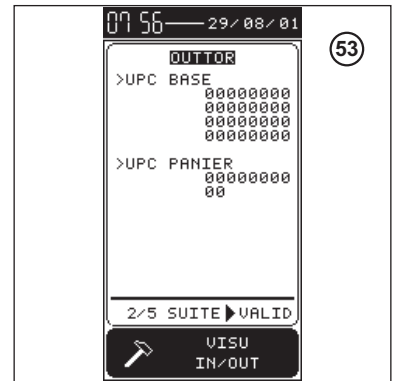 07 56 29/08/01
OUTTOR
>UPC BASE
00000000
00000000
00000000
00000000
>UPC PANIER
00000000
00
2/5 SUITE▶VALID
VISU
IN/OUT
53